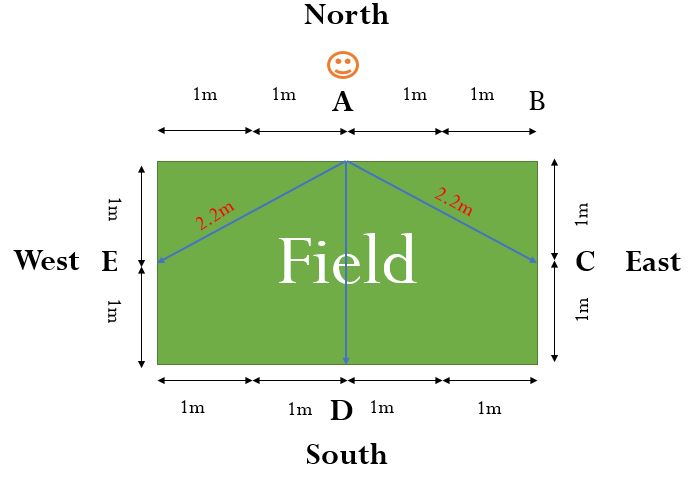 North
1m 1m A 1m 1m B
1m 2.2m 2.2m 1m
West E Field C East
1m 1m
1m 1m D 1m 1m
South